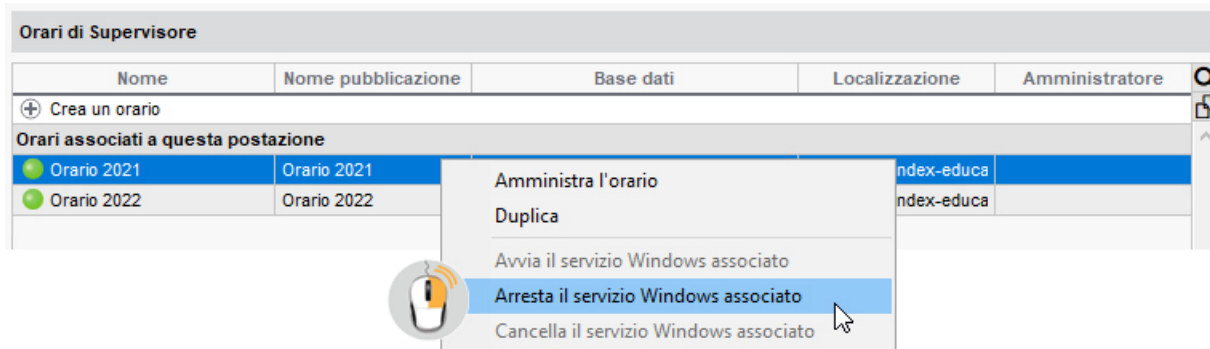 Orari di Supervisore
Nome Nome pubblicazione Base dati Localizzazione Amministratore
Crea un orario
Orari associati a questa postazione
Orario 2021 Orario 2021 ndex-educa
Orario 2022 Orario 2022 ndex-educa
Amministra l'orario
Duplica
Avvia il servizio Windows associato
Arresta il servizio Windows associato
Cancella il servizio Windows associato